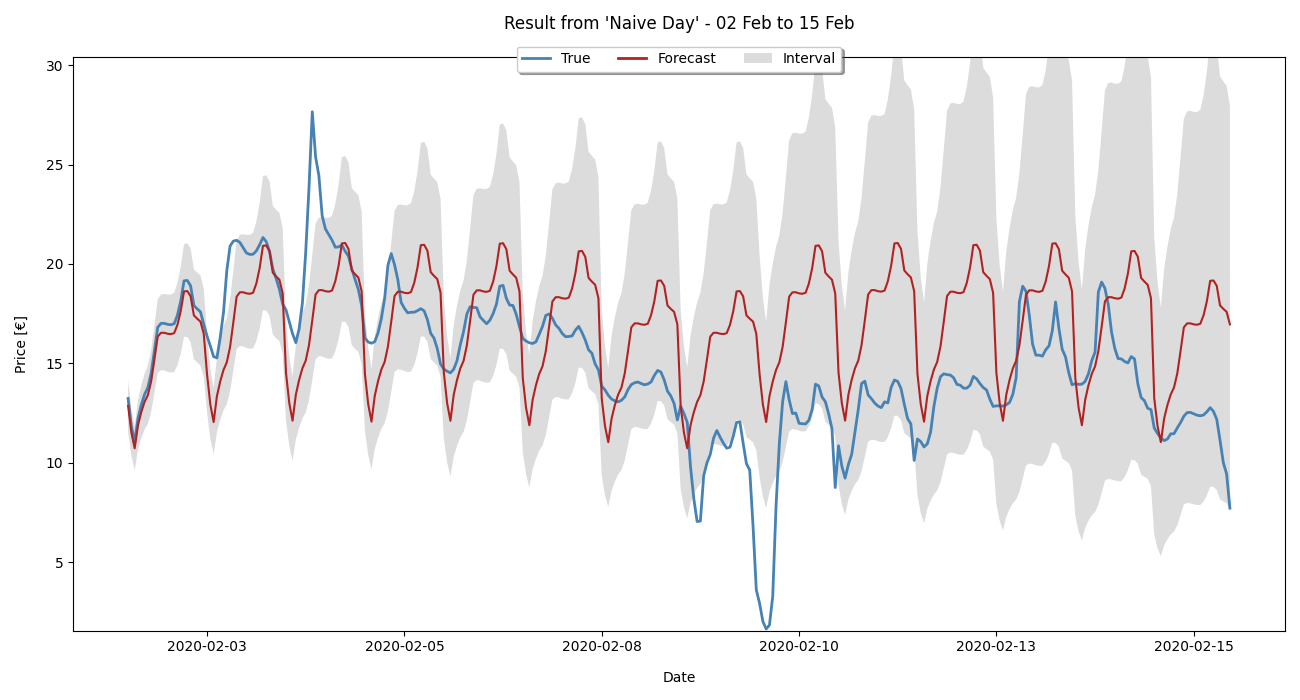 Result from 'Naive Day' - 02 Feb to 15 Feb
True Forecast Interval
30
25
20
15
10
5
Price [€]
2020-02-03 2020-02-05 2020-02-08 2020-02-10 2020-02-13 2020-02-15
Date